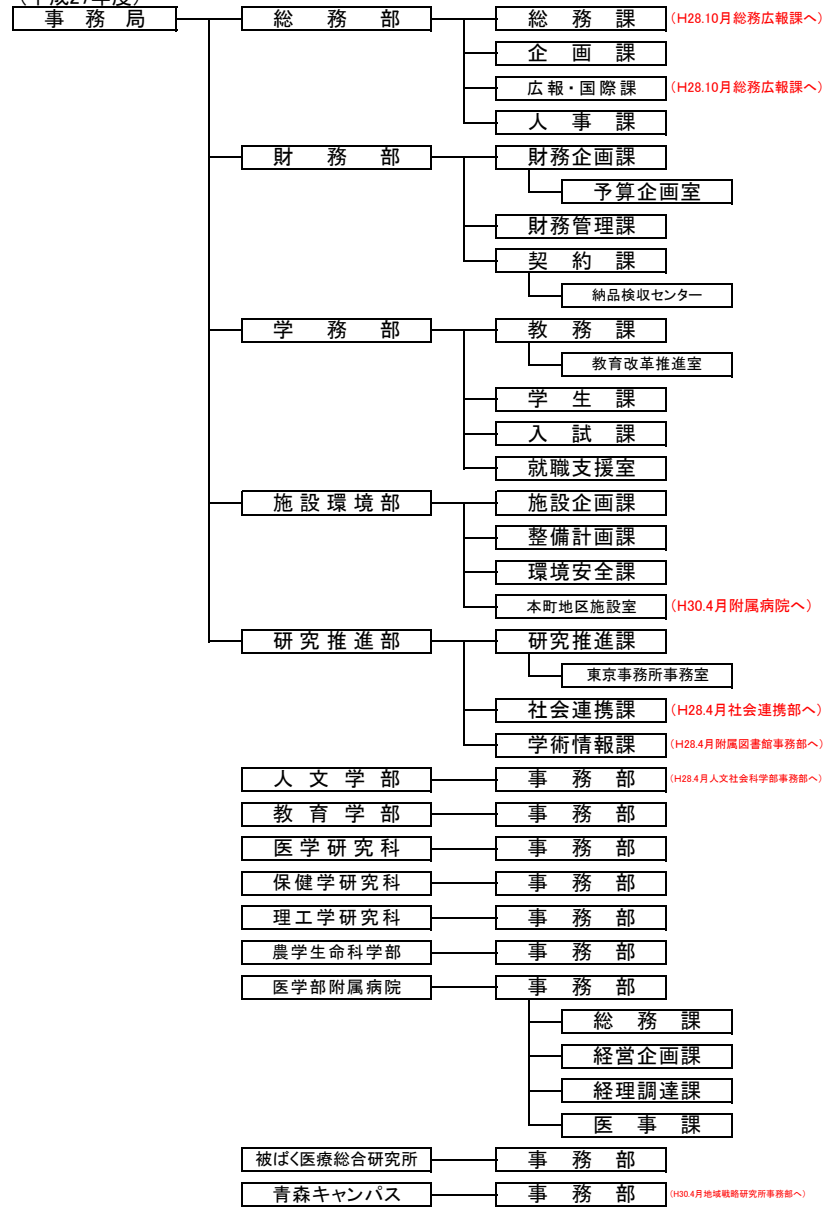 (平成27年度)
事務局 総務部 総務課 (H28.10月総務広報課へ)
企画課
広報・国際課 (H28.10月総務広報課へ)
人事課
財務部 財務企画課
予算企画室
財務管理課
契約課
納品検収センター
学務部 教務課
教育改革推進室
学生課
入試課
就職支援室
施設環境部 施設企画課
整備計画課
環境安全課
本町地区施設室 (H30.4月附属病院へ)
研究推進部 研究推進課
東京事務所事務室
社会連携課 (H28.4月社会連携部へ)
学術情報課 (H28.4月附属図書館事務部へ)
人文学部 事務部 (H28.4月人文社会科学部事務部へ)
教育学部 事務部
医学研究科 事務部
保健学研究科 事務部
理工学研究科 事務部
農学生命科学部 事務部
医学部附属病院 事務部
総務課
経営企画課
経理調達課
医事課
被ばく医療総合研究所 事務部
青森キャンパス 事務部 (H30.4月地域戦略研究所事務部へ)